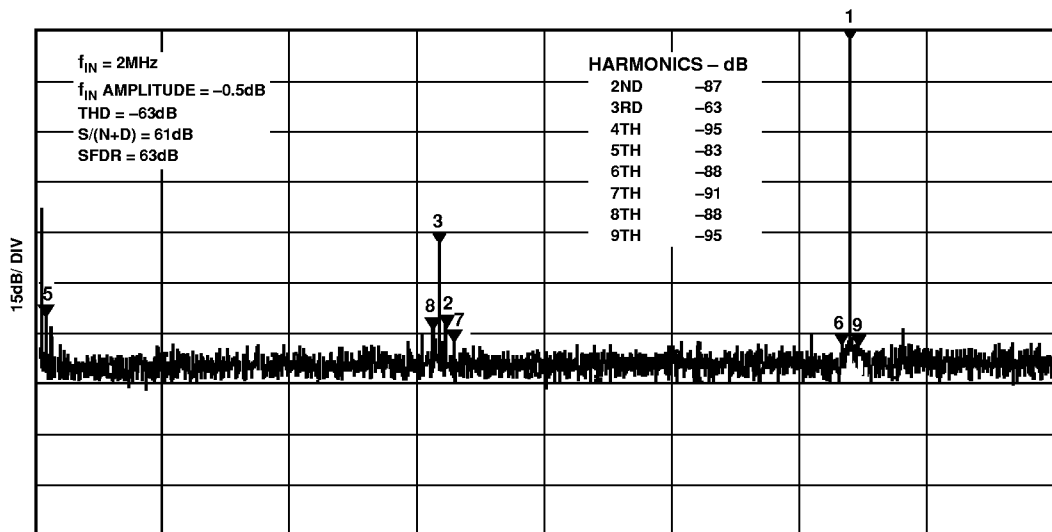 1
f_IN = 2MHz
f_IN AMPLITUDE = –0.5dB
THD = –63dB
S/(N+D) = 61dB
SFDR = 63dB
HARMONICS – dB
2ND –87
3RD –63
4TH –95
5TH –83
6TH –88
7TH –91
8TH –88
9TH –95
15dB/ DIV
3
5
8
2
7
6
9